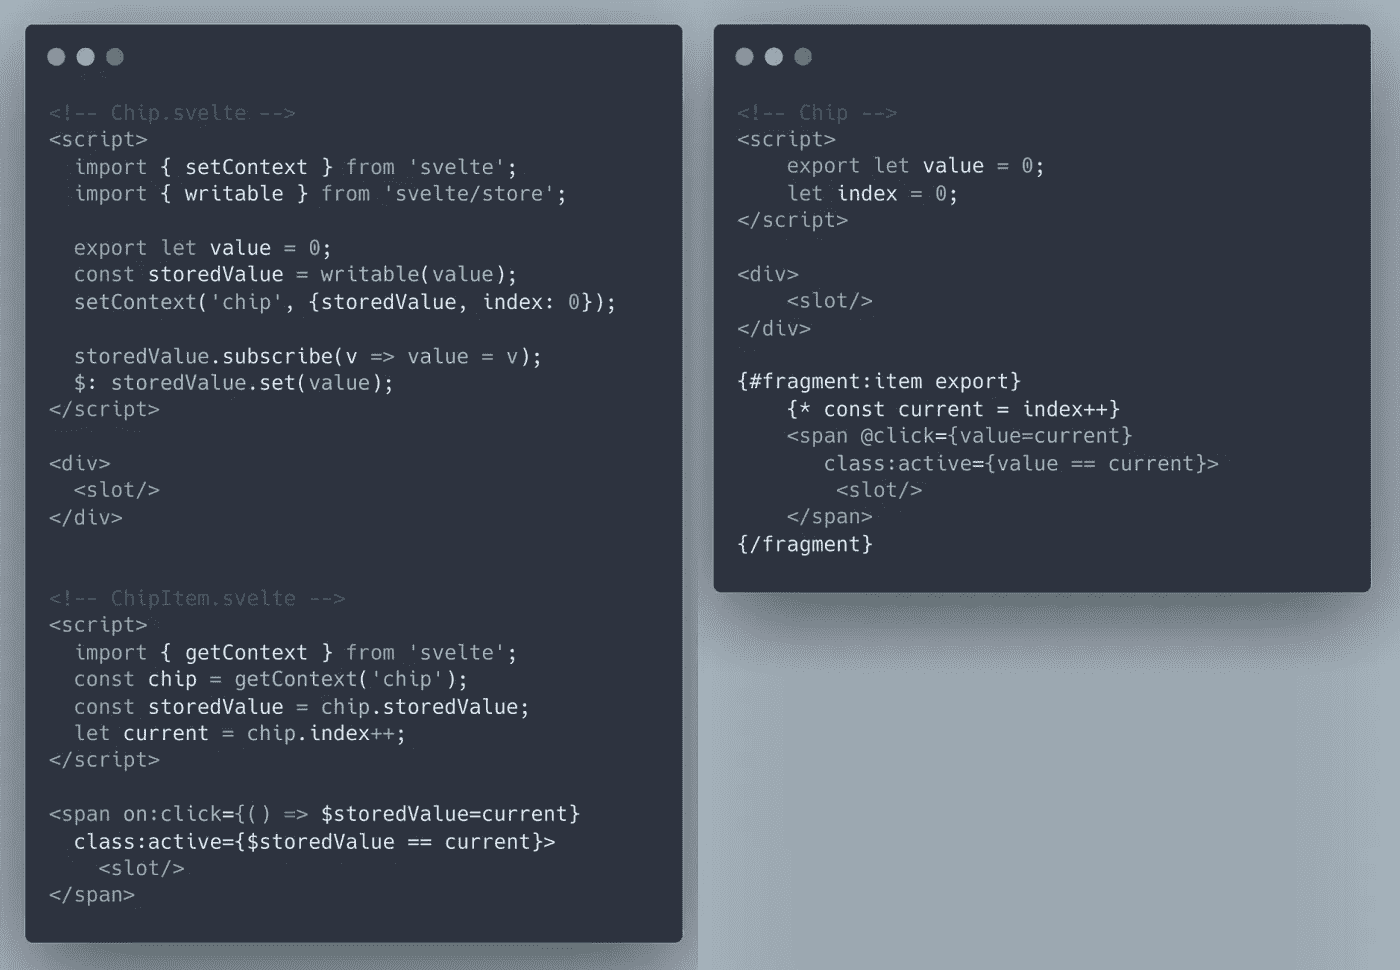 <!-- Chip.svelte -->
<script>
  import { setContext } from 'svelte';
  import { writable } from 'svelte/store';

  export let value = 0;
  const storedValue = writable(value);
  setContext('chip', {storedValue, index: 0});

  storedValue.subscribe(v => value = v);
  $: storedValue.set(value);
</script>

<div>
  <slot/>
</div>

<!-- ChipItem.svelte -->
<script>
  import { getContext } from 'svelte';
  const chip = getContext('chip');
  const storedValue = chip.storedValue;
  let current = chip.index++;
</script>

<span on:click={() => $storedValue=current}
  class:active={$storedValue == current}>
    <slot/>
</span>

<!-- Chip -->
<script>
    export let value = 0;
    let index = 0;
</script>

<div>
    <slot/>
</div>

{#fragment:item export}
    {* const current = index++}
    <span @click={value=current}
       class:active={value == current}>
        <slot/>
    </span>
{/fragment}